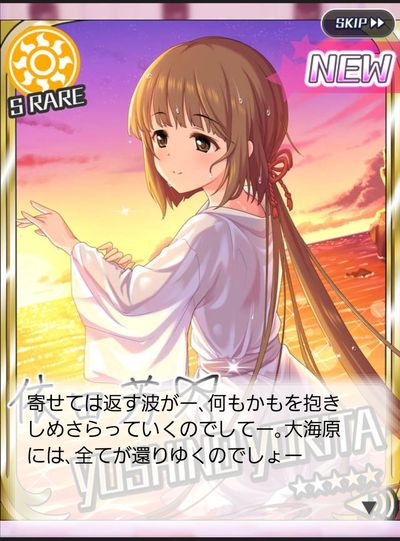 SKIP
NEW
S RARE
寄せては返す波がー、何もかもを抱き
しめさらっていくのでしてー。大海原
には、全てが還りゆくのでしょー
YOSHINO YORITA